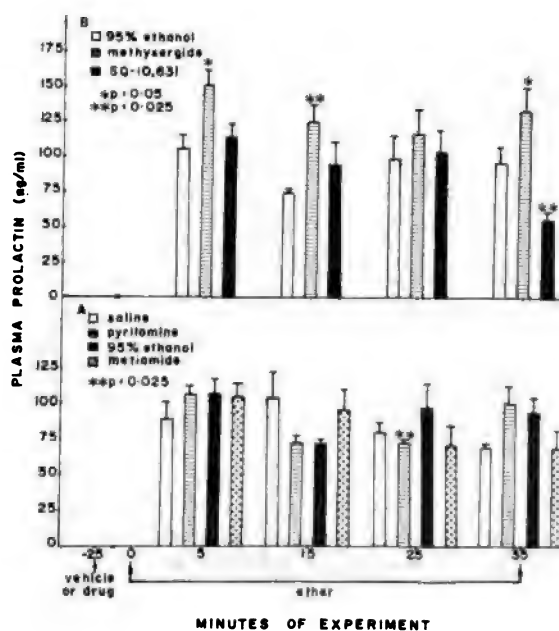 B
95% ethanol
methysergide
SQ-10,631
*p<0.05
**p<0.025
175
150
125
100
75
50
25
0
*
**
*
**
PLASMA PROLACTIN (ng/ml)
A
saline
pyrilamine
95% ethanol
metiamide
**p<0.025
125
100
75
50
25
0
**
-25 0 5 15 25 35
vehicle
or drug
ether
MINUTES OF EXPERIMENT